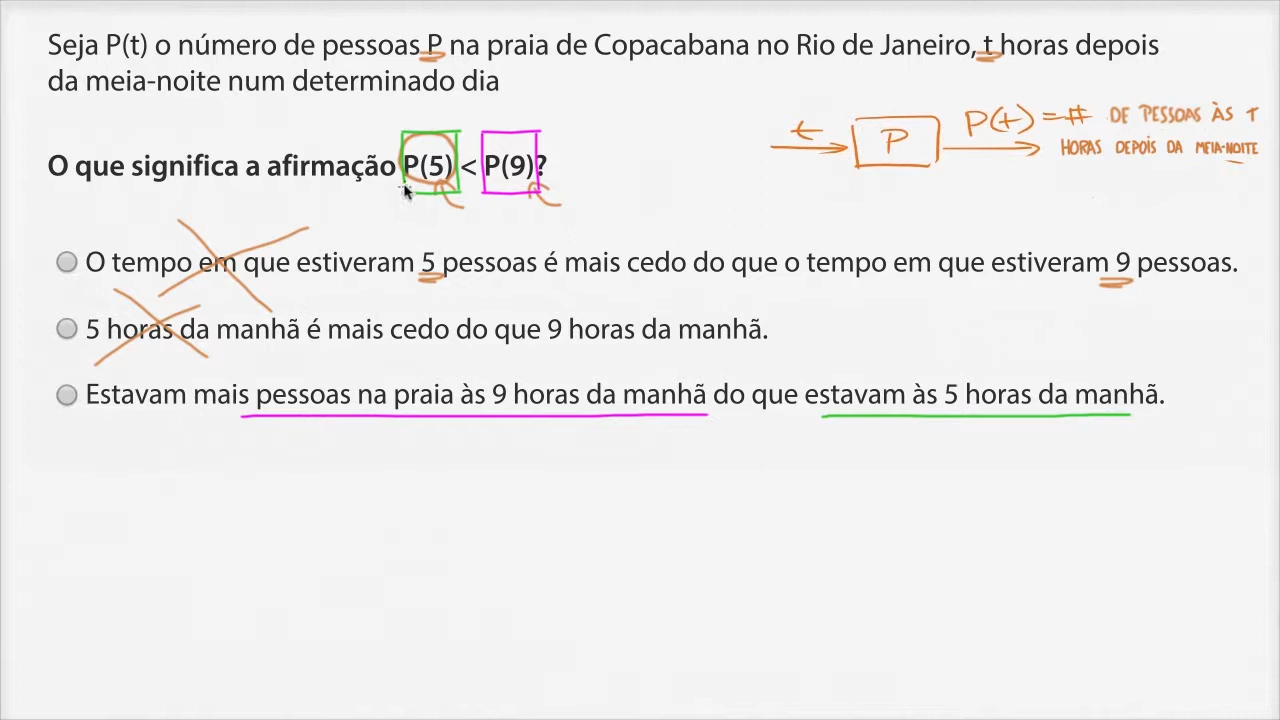 Seja P(t) o número de pessoas P na praia de Copacabana no Rio de Janeiro, t horas depois
da meia-noite num determinado dia
t
P
P(t) = # DE PESSOAS ÀS T
HORAS DEPOIS DA MEIA-NOITE
O que significa a afirmação P(5) < P(9)?
O tempo em que estiveram 5 pessoas é mais cedo do que o tempo em que estiveram 9 pessoas.
5 horas da manhã é mais cedo do que 9 horas da manhã.
Estavam mais pessoas na praia às 9 horas da manhã do que estavam às 5 horas da manhã.